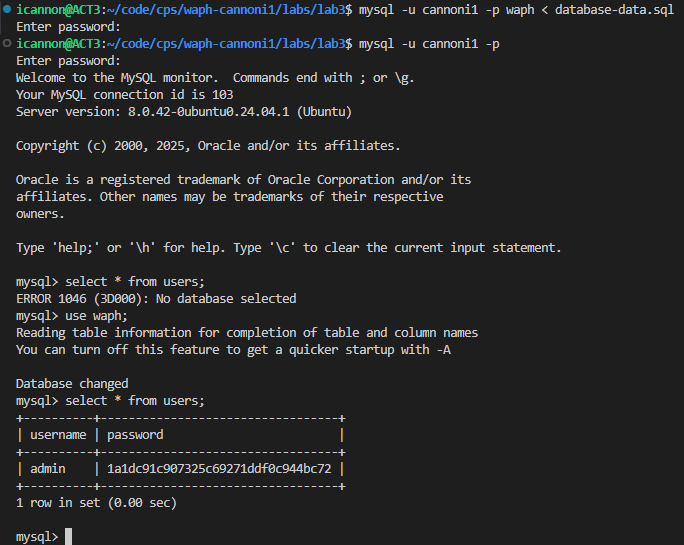 icannon@ACT3:~/code/cps/waph-cannoni1/labs/lab3$ mysql -u cannoni1 -p waph < database-data.sql
Enter password:
icannon@ACT3:~/code/cps/waph-cannoni1/labs/lab3$ mysql -u cannoni1 -p
Enter password:
Welcome to the MySQL monitor.  Commands end with ; or \g.
Your MySQL connection id is 103
Server version: 8.0.42-0ubuntu0.24.04.1 (Ubuntu)

Copyright (c) 2000, 2025, Oracle and/or its affiliates.

Oracle is a registered trademark of Oracle Corporation and/or its
affiliates. Other names may be trademarks of their respective
owners.

Type 'help;' or '\h' for help. Type '\c' to clear the current input statement.

mysql> select * from users;
ERROR 1046 (3D000): No database selected
mysql> use waph;
Reading table information for completion of table and column names
You can turn off this feature to get a quicker startup with -A

Database changed
mysql> select * from users;
+----------+----------------------------------+
| username | password                         |
+----------+----------------------------------+
| admin    | 1a1dc91c907325c69271ddf0c944bc72 |
+----------+----------------------------------+
1 row in set (0.00 sec)

mysql>